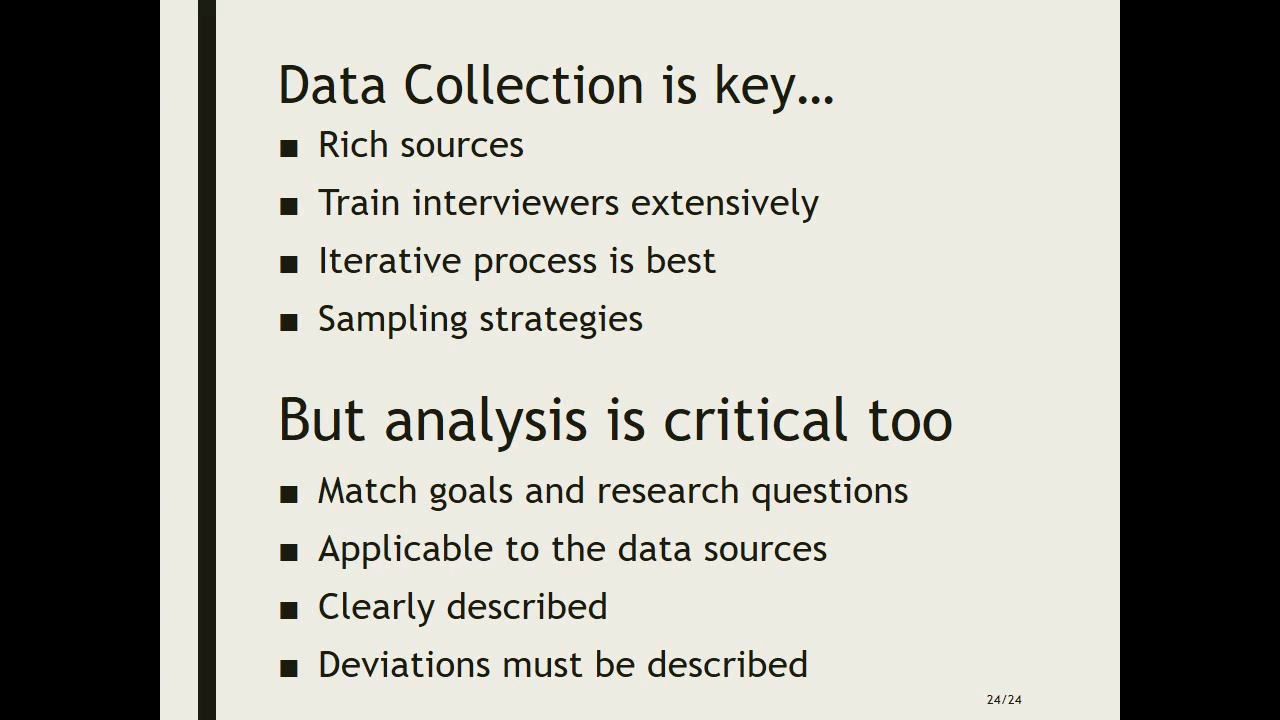 Data Collection is key…
■ Rich sources
■ Train interviewers extensively
■ Iterative process is best
■ Sampling strategies
But analysis is critical too
■ Match goals and research questions
■ Applicable to the data sources
■ Clearly described
■ Deviations must be described
24/24